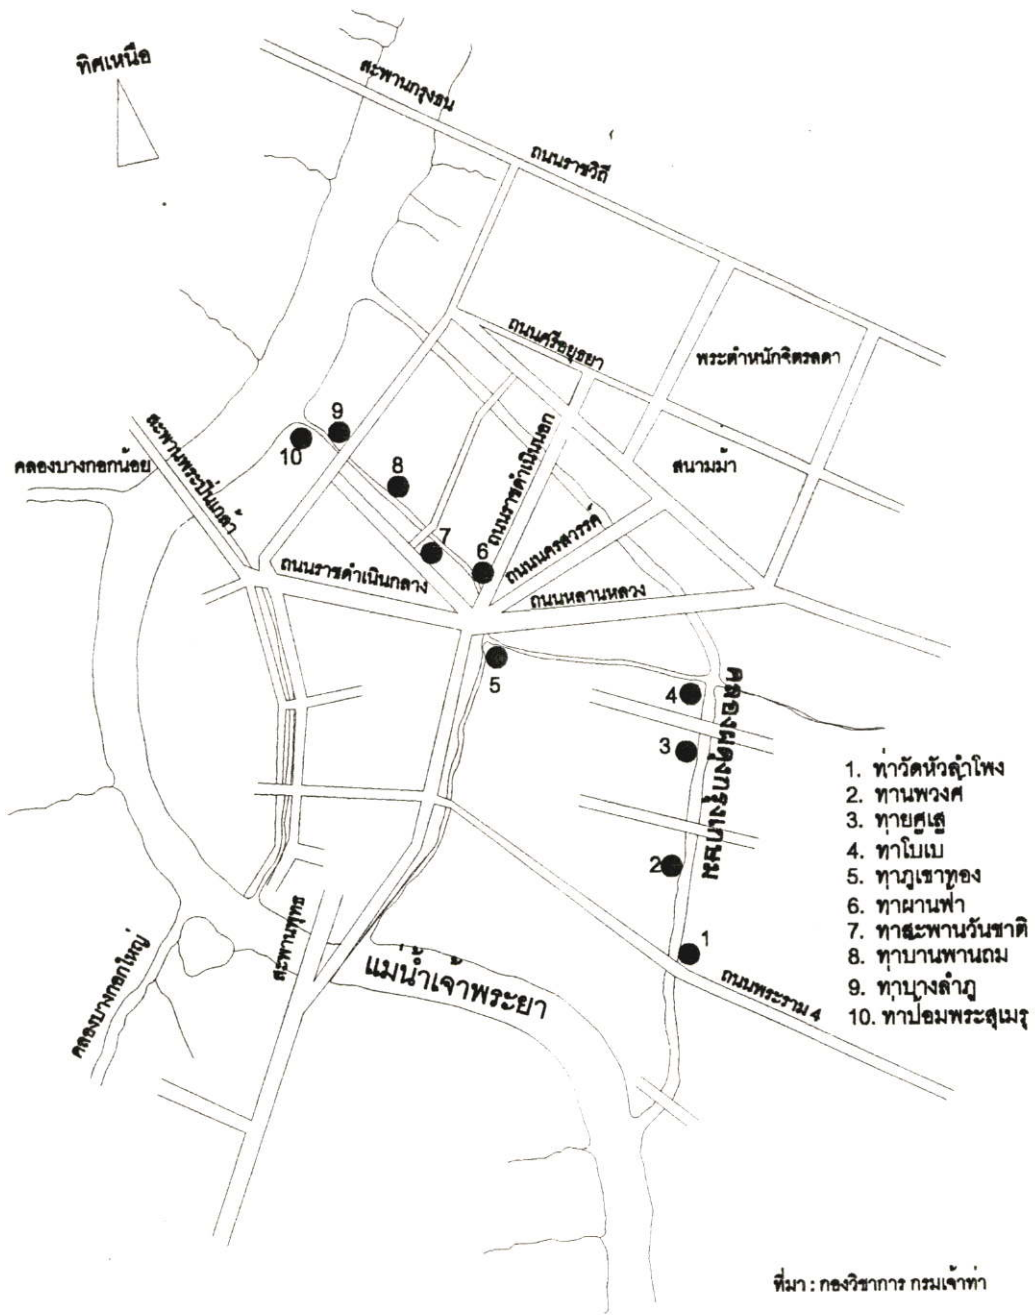 ทิศเหนือ
สะพานกรุงธน
ถนนราชวิถี
ถนนศรีอยุธยา
พระตำหนักจิตรลดา
สนามม้า
9
10
8
7
6
คลองบางกอกน้อย
สะพานพระปิ่นเกล้า
ถนนราชดำเนินนอก
ถนนนครสวรรค์
ถนนราชดำเนินกลาง
ถนนหลานหลวง
5
4
3
2
1
คลองผดุงกรุงเกษม
1. ท่าวัดหัวลำโพง
2. ทานพวงศ์
3. ทายศเส
4. ท่าโบ๊เบ
5. ทาภูเขาทอง
6. ทาผานฟ้า
7. ทาสะพานวันชาติ
8. ทาบานพานถม
9. ทาบางลำภู
10. ทาป้อมพระสุเมรุ
สะพานพุทธ
คลองบางกอกใหญ่
แม่น้ำเจ้าพระยา
ถนนพระราม 4
ที่มา : กองวิชาการ กรมเจ้าท่า